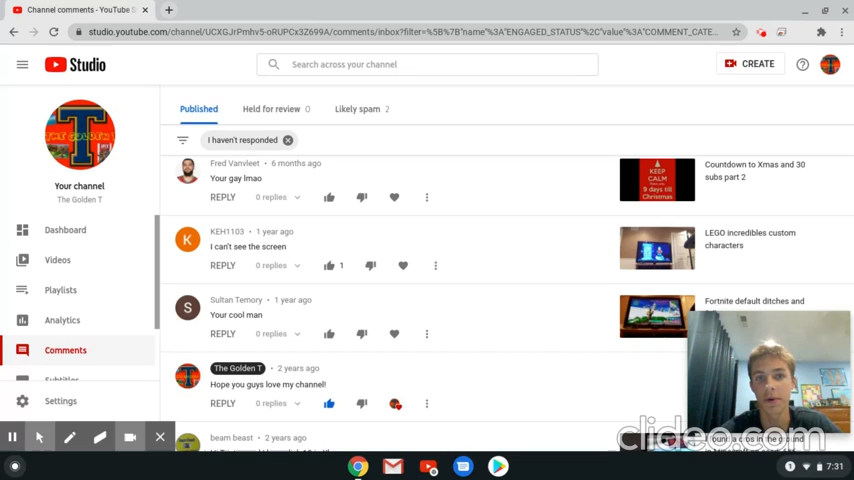 Channel comments - YouTube S
studio.youtube.com/channel/UCXGJrPmhv5-oRUPCx3Z699A/comments/inbox?filter=%5B%7B"name"%3A"ENGAGED_STATUS"%2C"value"%3A"COMMENT_CATE...
Studio
Search across your channel
CREATE
Published
Held for review 0
Likely spam 2
I haven't responded
T
THE GOLDEN T
Your channel
The Golden T
Dashboard
Videos
Playlists
Analytics
Comments
Subtitles
Settings
Fred Vanvleet • 6 months ago
Your gay lmao
REPLY 0 replies
KEEP
CALM
9 days till
Christmas
Countdown to Xmas and 30
subs part 2
K
KEH1103 • 1 year ago
I can't see the screen
REPLY 0 replies 1
LEGO incredibles custom
characters
S
Sultan Temory • 1 year ago
Your cool man
REPLY 0 replies
Fortnite default ditches and
The Golden T • 2 years ago
Hope you guys love my channel!
REPLY 0 replies
beam beast • 2 years ago
clideo.com
1
7:31